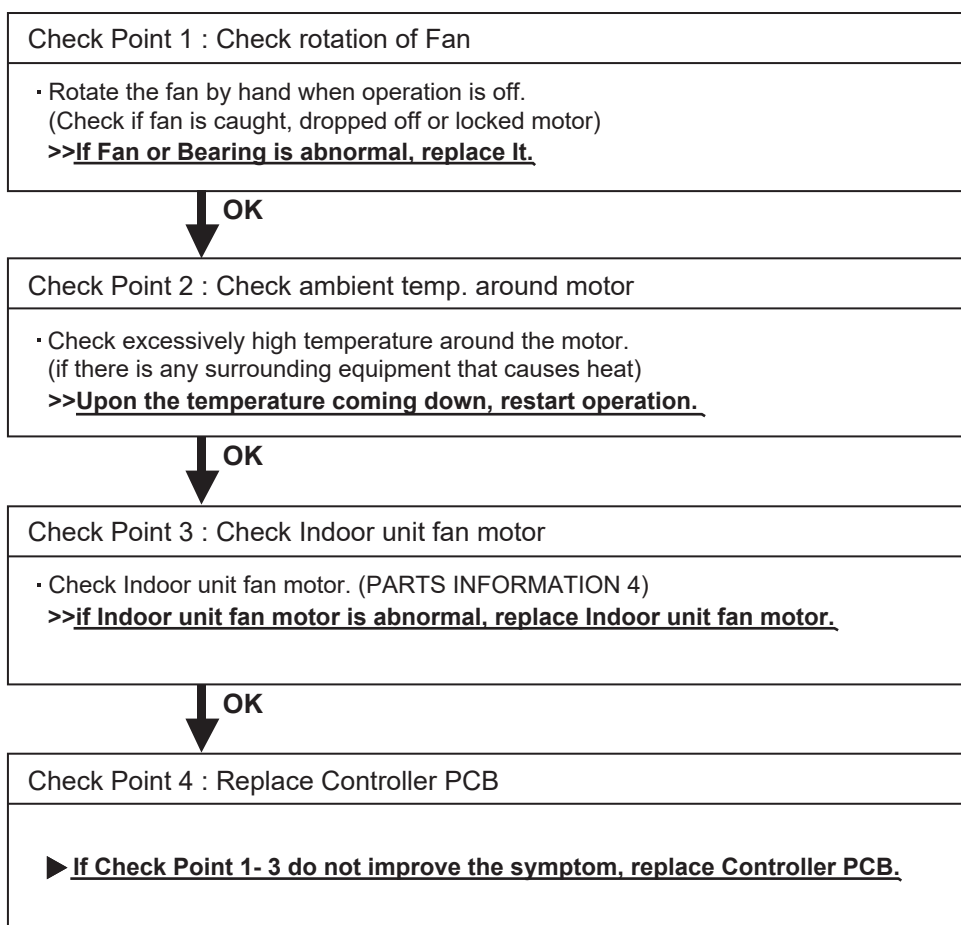 Check Point 1 : Check rotation of Fan
· Rotate the fan by hand when operation is off.
(Check if fan is caught, dropped off or locked motor)
>>If Fan or Bearing is abnormal, replace It.
OK
Check Point 2 : Check ambient temp. around motor
· Check excessively high temperature around the motor.
(if there is any surrounding equipment that causes heat)
>>Upon the temperature coming down, restart operation.
OK
Check Point 3 : Check Indoor unit fan motor
· Check Indoor unit fan motor. (PARTS INFORMATION 4)
>>if Indoor unit fan motor is abnormal, replace Indoor unit fan motor.
OK
Check Point 4 : Replace Controller PCB
▶ If Check Point 1- 3 do not improve the symptom, replace Controller PCB.